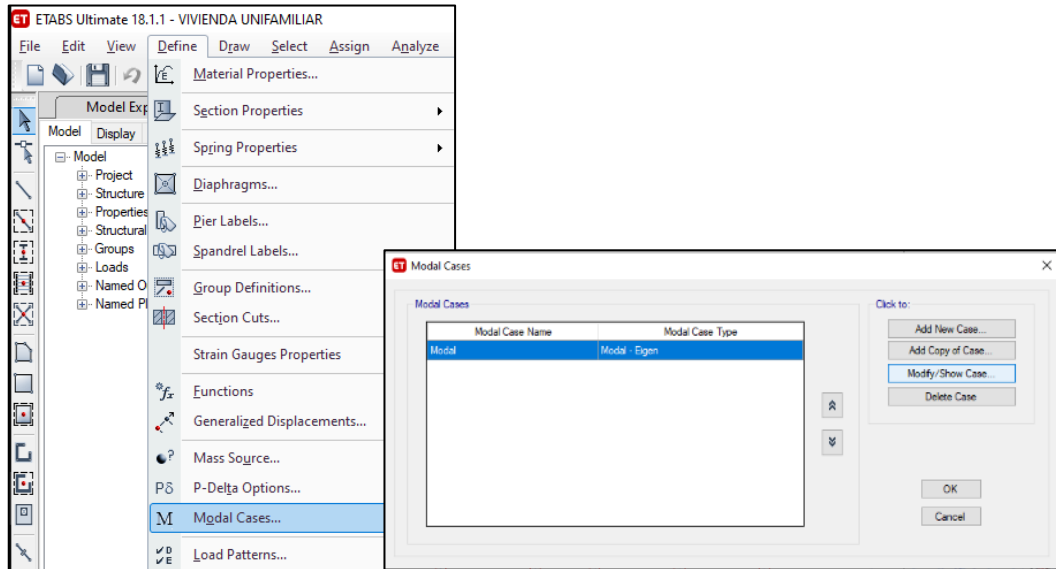 ETABS Ultimate 18.1.1 - VIVIENDA UNIFAMILIAR
File Edit View Define Draw Select Assign Analyze
Material Properties...
Model Exp
Section Properties
Model Display
Spring Properties
Model
Project
Diaphragms...
Structure
Properties
Pier Labels...
Structural
Groups
Spandrel Labels...
Loads
Named O
Group Definitions...
Named Pl
Section Cuts...
Strain Gauges Properties
Functions
Generalized Displacements...
Mass Source...
Pδ P-Delta Options...
M Modal Cases...
Load Patterns...
ET Modal Cases
Modal Cases
Modal Case Name Modal Case Type
Modal Modal - Eigen
Click to:
Add New Case...
Add Copy of Case...
Modify/Show Case...
Delete Case
OK
Cancel